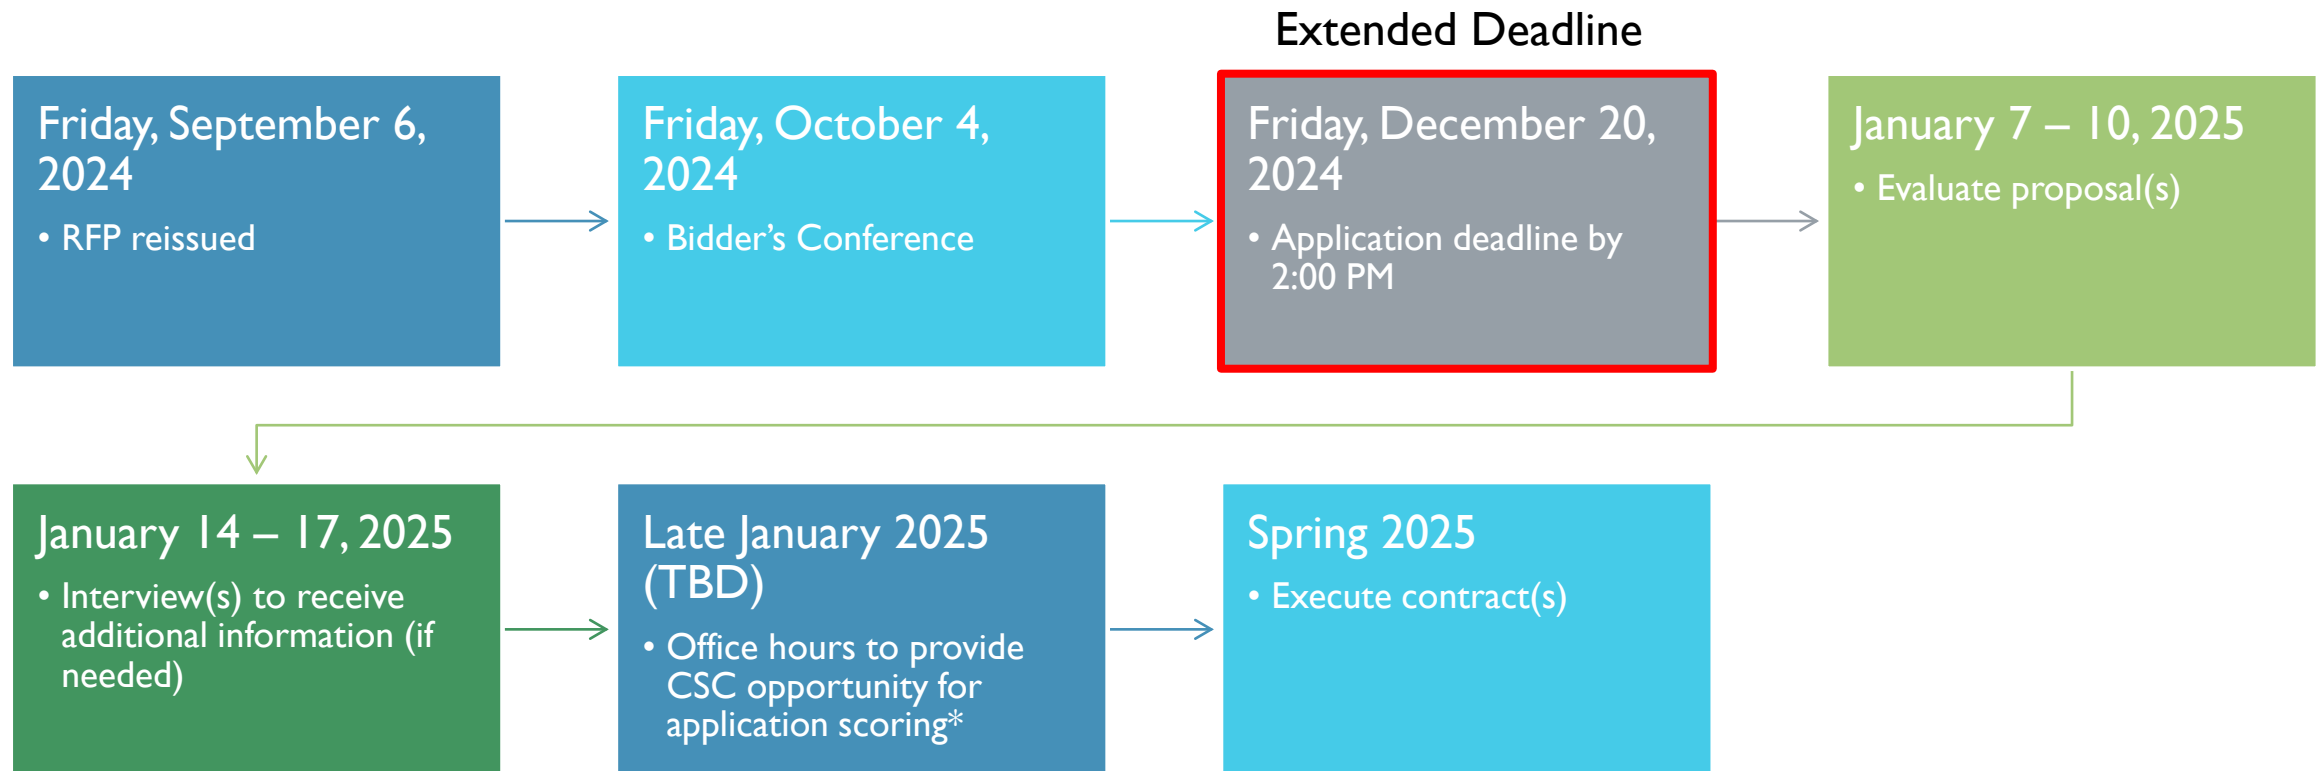 Extended Deadline
Friday, September 6,
2024
• RFP reissued
Friday, October 4,
2024
• Bidder’s Conference
Friday, December 20,
2024
• Application deadline by
2:00 PM
January 7 – 10, 2025
• Evaluate proposal(s)
January 14 – 17, 2025
• Interview(s) to receive
additional information (if
needed)
Late January 2025
(TBD)
• Office hours to provide
CSC opportunity for
application scoring*
Spring 2025
• Execute contract(s)